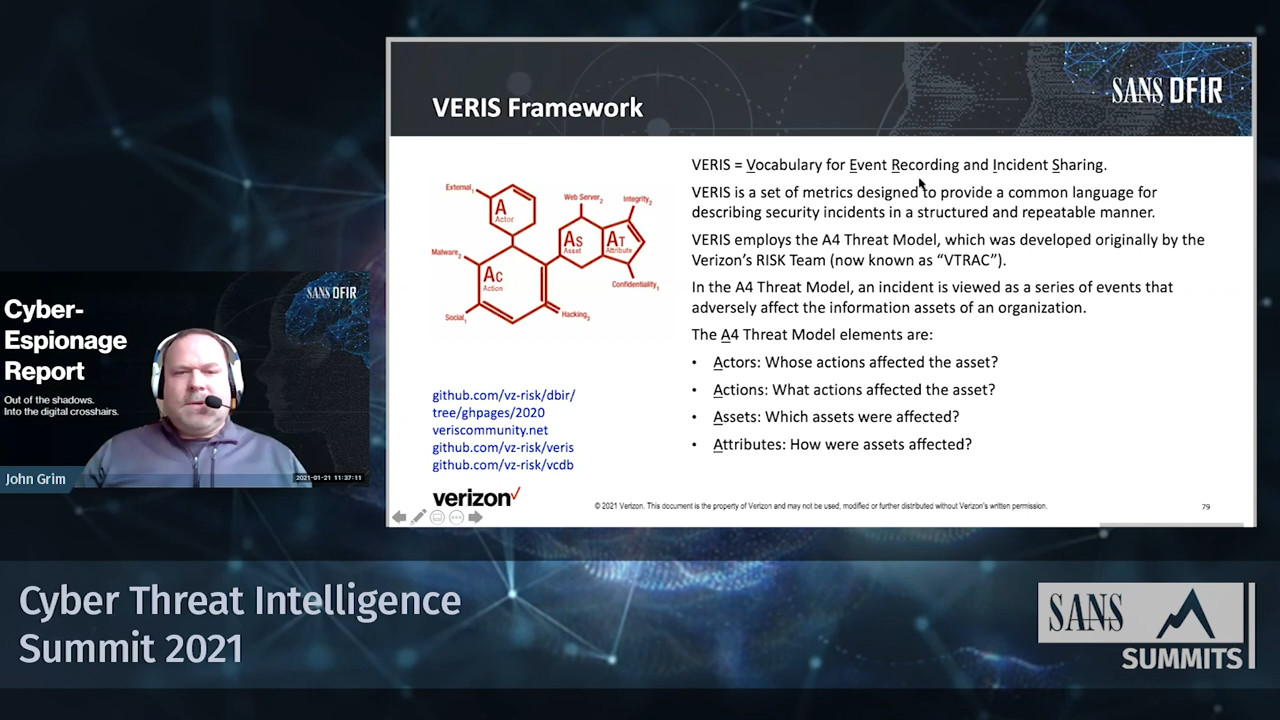 VERIS Framework
SANS DFIR
External1
A
Actor
Web Server2
Integrity2
As
Asset
At
Attribute
Malware2
Ac
Action
Confidentiality1
Social1
Hacking3
github.com/vz-risk/dbir/
tree/ghpages/2020
veriscommunity.net
github.com/vz-risk/veris
github.com/vz-risk/vcdb
verizon✓
VERIS = Vocabulary for Event Recording and Incident Sharing.
VERIS is a set of metrics designed to provide a common language for
describing security incidents in a structured and repeatable manner.
VERIS employs the A4 Threat Model, which was developed originally by the
Verizon's RISK Team (now known as “VTRAC”).
In the A4 Threat Model, an incident is viewed as a series of events that
adversely affect the information assets of an organization.
The A4 Threat Model elements are:
• Actors: Whose actions affected the asset?
• Actions: What actions affected the asset?
• Assets: Which assets were affected?
• Attributes: How were assets affected?
© 2021 Verizon. This document is the property of Verizon and may not be used, modified or further distributed without Verizon's written permission.
79
SANS DFIR
Cyber-
Espionage
Report
Out of the shadows.
Into the digital crosshairs.
John Grim
2021-01-21 11:37:11
Cyber Threat Intelligence
Summit 2021
SANS
SUMMITS